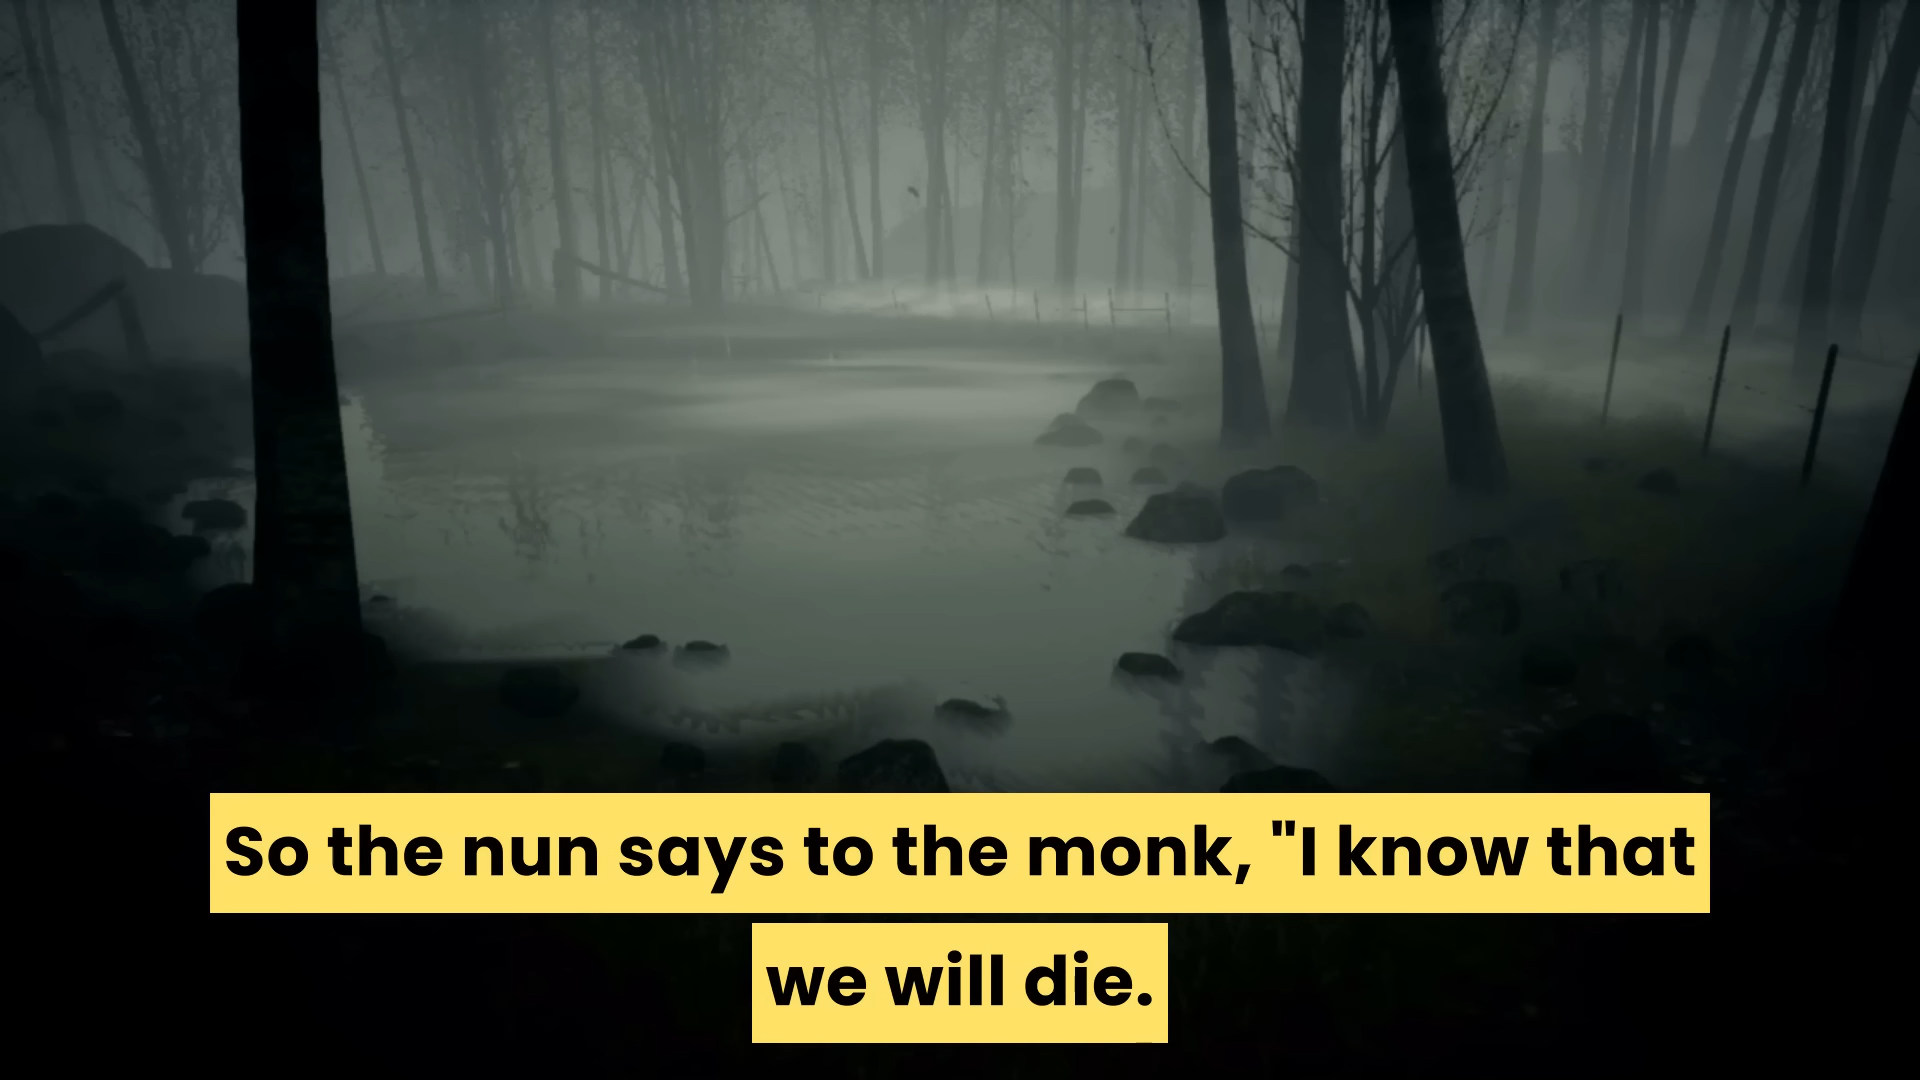 So the nun says to the monk, "I know that
we will die.